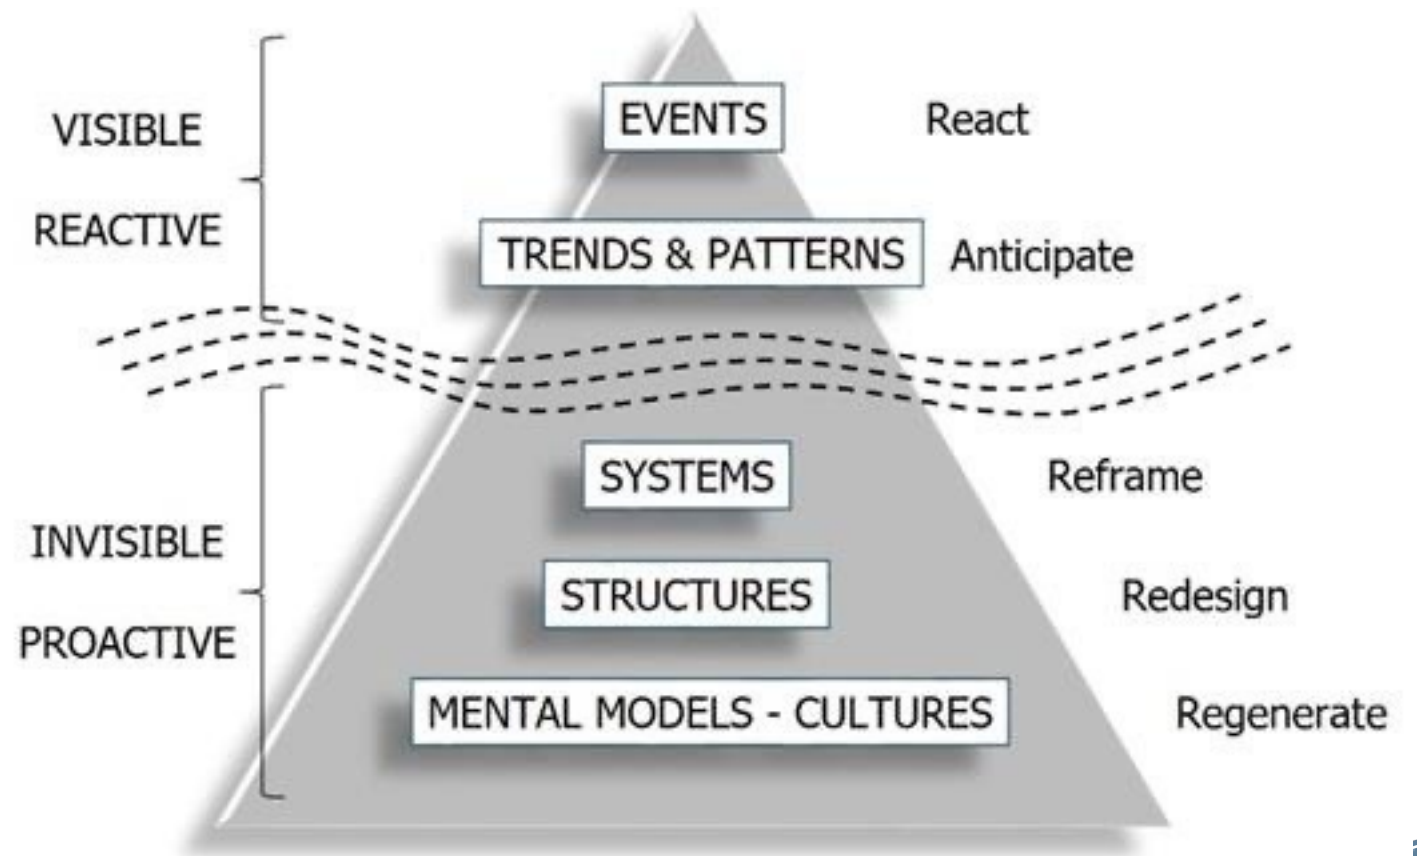 VISIBLE
REACTIVE
EVENTS
React
TRENDS & PATTERNS
Anticipate
INVISIBLE
PROACTIVE
SYSTEMS
Reframe
STRUCTURES
Redesign
MENTAL MODELS - CULTURES
Regenerate